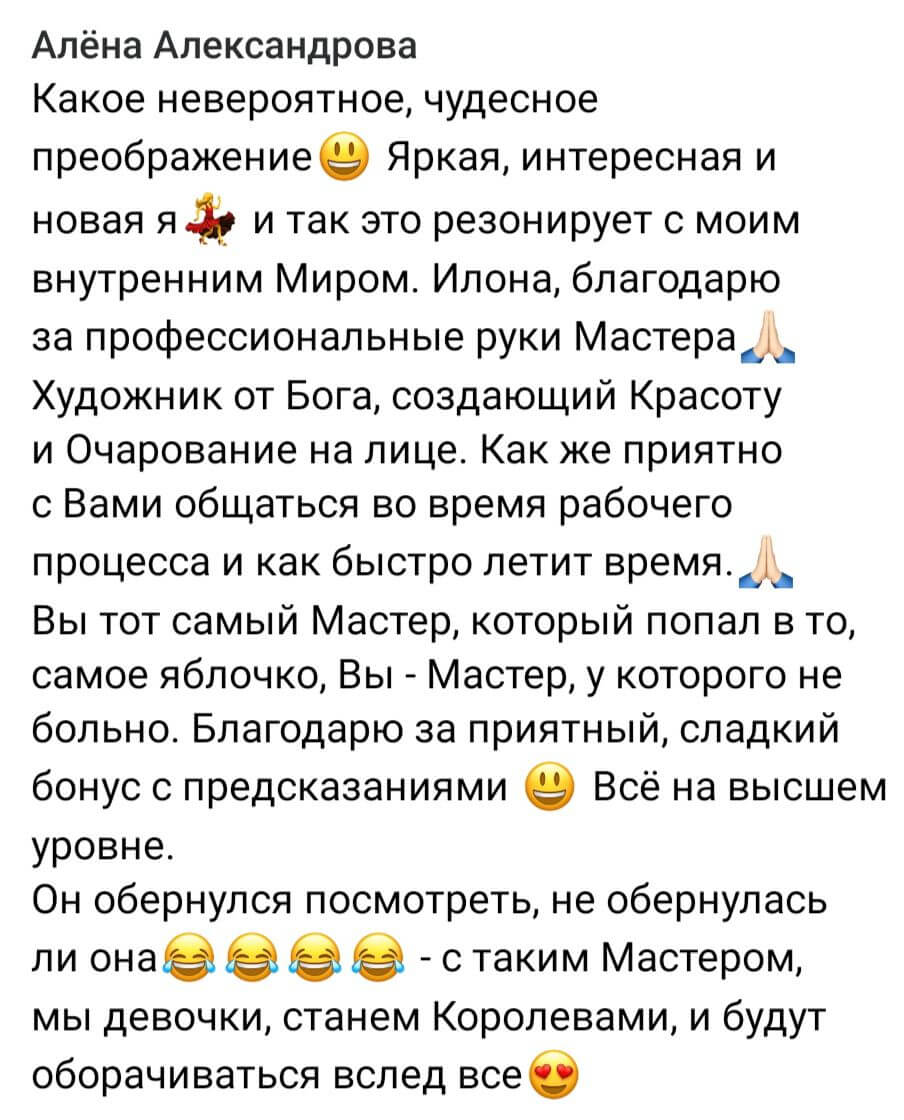 Алёна Александрова
Какое невероятное, чудесное
преображение😃 Яркая, интересная и
новая я💃 и так это резонирует с моим
внутренним Миром. Илона, благодарю
за профессиональные руки Мастера🙏🏻
Художник от Бога, создающий Красоту
и Очарование на лице. Как же приятно
с Вами общаться во время рабочего
процесса и как быстро летит время.🙏🏻
Вы тот самый Мастер, который попал в то,
самое яблочко, Вы - Мастер, у которого не
больно. Благодарю за приятный, сладкий
бонус с предсказаниями 😃 Всё на высшем
уровне.
Он обернулся посмотреть, не обернулась
ли она😂😂😂😂 - с таким Мастером,
мы девочки, станем Королевами, и будут
оборачиваться вслед все😍